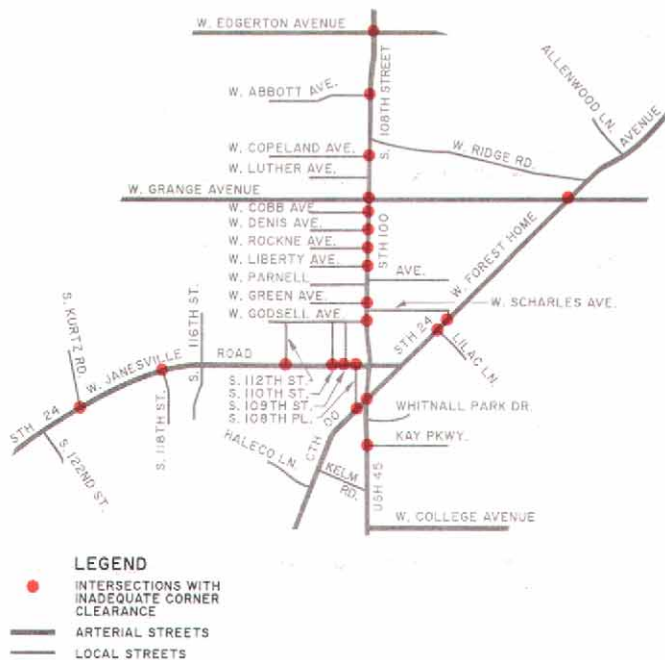 W. EDGERTON AVENUE
W. ABBOTT AVE.
S. 108TH STREET
ALLENWOOD LN.
AVENUE
W. COPELAND AVE.
W. RIDGE RD.
W. LUTHER AVE.
W. GRANGE AVENUE
W. COBB AVE.
W. DENIS AVE.
W. ROCKNE AVE.
STH 100
W. LIBERTY AVE.
W. FOREST HOME
W. PARNELL
AVE.
W. GREEN AVE.
W. SCHARLES AVE.
W. GODSELL AVE.
S. KURTZ RD.
S. 116TH ST.
STH 24
LILAC LN.
W. JANESVILLE
ROAD
S. 112TH ST.
S. 110TH ST.
S. 109TH ST.
S. 108TH PL.
STH 24
S. 122ND ST.
S. 118TH ST.
WHITNALL PARK DR.
CTH OO
HALECO LN.
KAY PKWY.
KELM
RD.
USH 45
W. COLLEGE AVENUE
LEGEND
INTERSECTIONS WITH
INADEQUATE CORNER
CLEARANCE
ARTERIAL STREETS
LOCAL STREETS